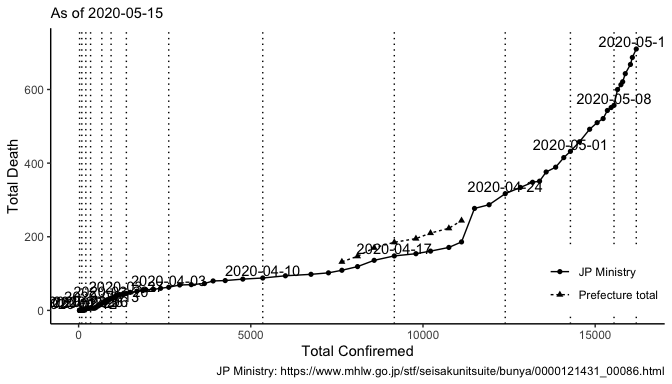 As of 2020-05-15
Total Death
600
400
200
0
2020-05-1
2020-05-08
2020-05-01
2020-04-24
2020-04-17
2020-04-10
2020-04-03
JP Ministry
Prefecture total
0
5000
10000
15000
Total Confiremed
JP Ministry: https://www.mhlw.go.jp/stf/seisakunitsuite/bunya/0000121431_00086.html